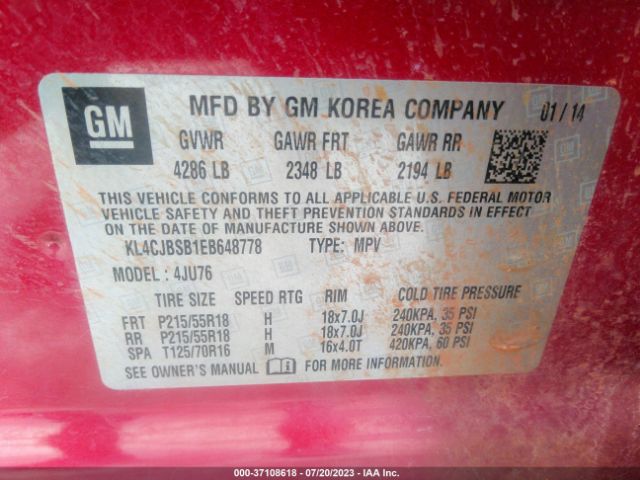 GM
MFD BY GM KOREA COMPANY 01/14
GVWR GAWR FRT GAWR RR
4286 LB 2348 LB 2194 LB
THIS VEHICLE CONFORMS TO ALL APPLICABLE U.S. FEDERAL MOTOR
VEHICLE SAFETY AND THEFT PREVENTION STANDARDS IN EFFECT
ON THE DATE OF MANUFACTURE SHOWN ABOVE.
KL4CJBSB1EB648778 TYPE: MPV
MODEL: 4JU76
TIRE SIZE SPEED RTG RIM COLD TIRE PRESSURE
FRT P215/55R18 H 18x7.0J 240KPA, 35 PSI
RR P215/55R18 H 18x7.0J 240KPA, 35 PSI
SPA T125/70R16 M 16x4.0T 420KPA, 60 PSI
SEE OWNER'S MANUAL i FOR MORE INFORMATION.
000-37108618 - 07/20/2023 - IAA Inc.